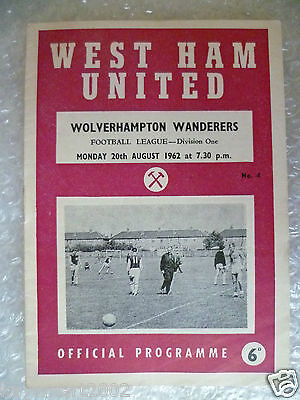 WEST HAM
UNITED
WOLVERHAMPTON WANDERERS
FOOTBALL LEAGUE—Division One
MONDAY 20th AUGUST 1962 at 7.30 p.m.
No. 4
OFFICIAL PROGRAMME
6D